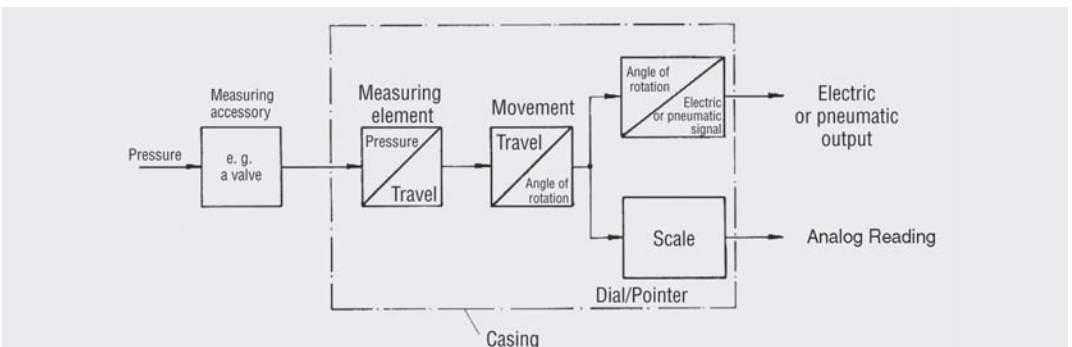 Pressure
Measuring
accessory
e. g.
a valve
Measuring
element
Pressure
Travel
Movement
Travel
Angle of
rotation
Angle of
rotation
Electric
or pneumatic
signal
Electric
or pneumatic
output
Scale
Analog Reading
Dial/Pointer
Casing